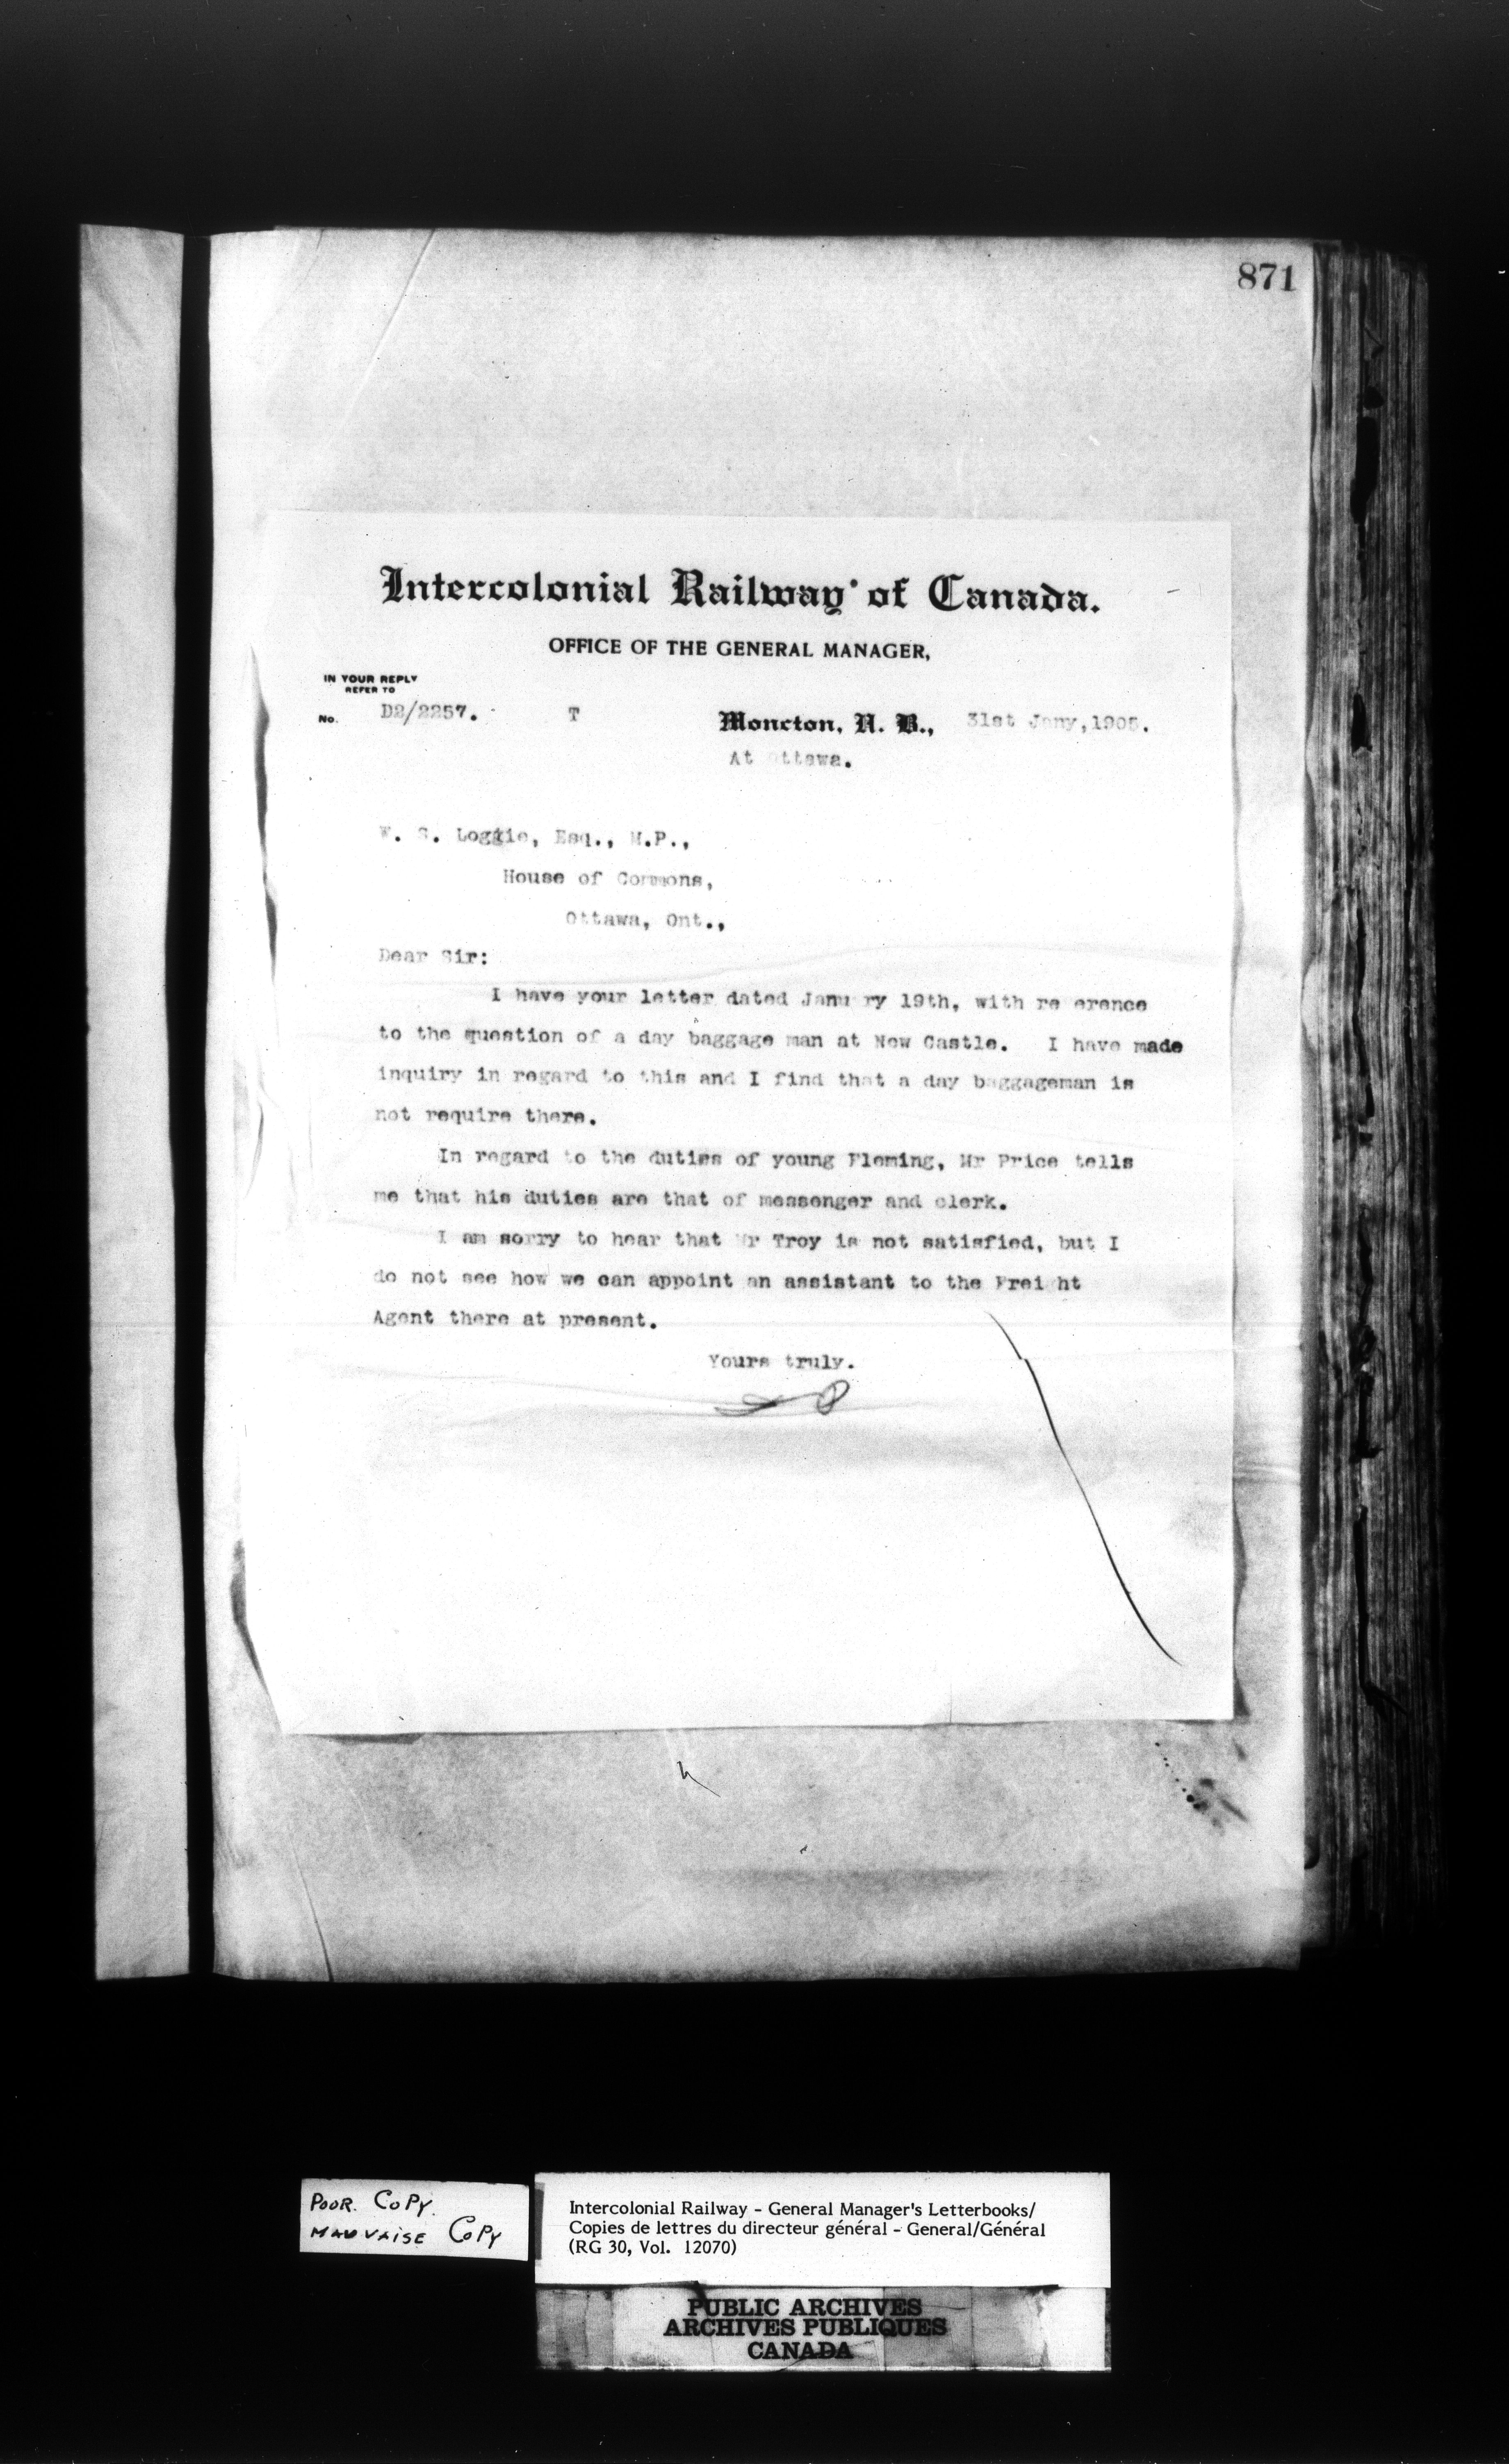 871
Intercolonial Railway of Canada.
OFFICE OF THE GENERAL MANAGER,
IN YOUR REPLY
REFER TO
No. D2/2257. T Moncton, N. B., 31st Jany, 1905.
At Ottawa.
W. S. Loggie, Esq., M.P.,
House of Commons,
Ottawa, Ont.,
Dear Sir:
I have your letter dated January 19th, with reference
to the question of a day baggage man at New Castle. I have made
inquiry in regard to this and I find that a day baggageman is
not require there.
In regard to the duties of young Fleming, Mr Price tells
me that his duties are that of messenger and clerk.
I am sorry to hear that Mr Troy is not satisfied, but I
do not see how we can appoint an assistant to the Freight
Agent there at present.
Yours truly.
POOR. COPY.
MAUVAISE COPY
Intercolonial Railway - General Manager's Letterbooks/
Copies de lettres du directeur général - General/Général
(RG 30, Vol. 12070)
PUBLIC ARCHIVES
ARCHIVES PUBLIQUES
CANADA